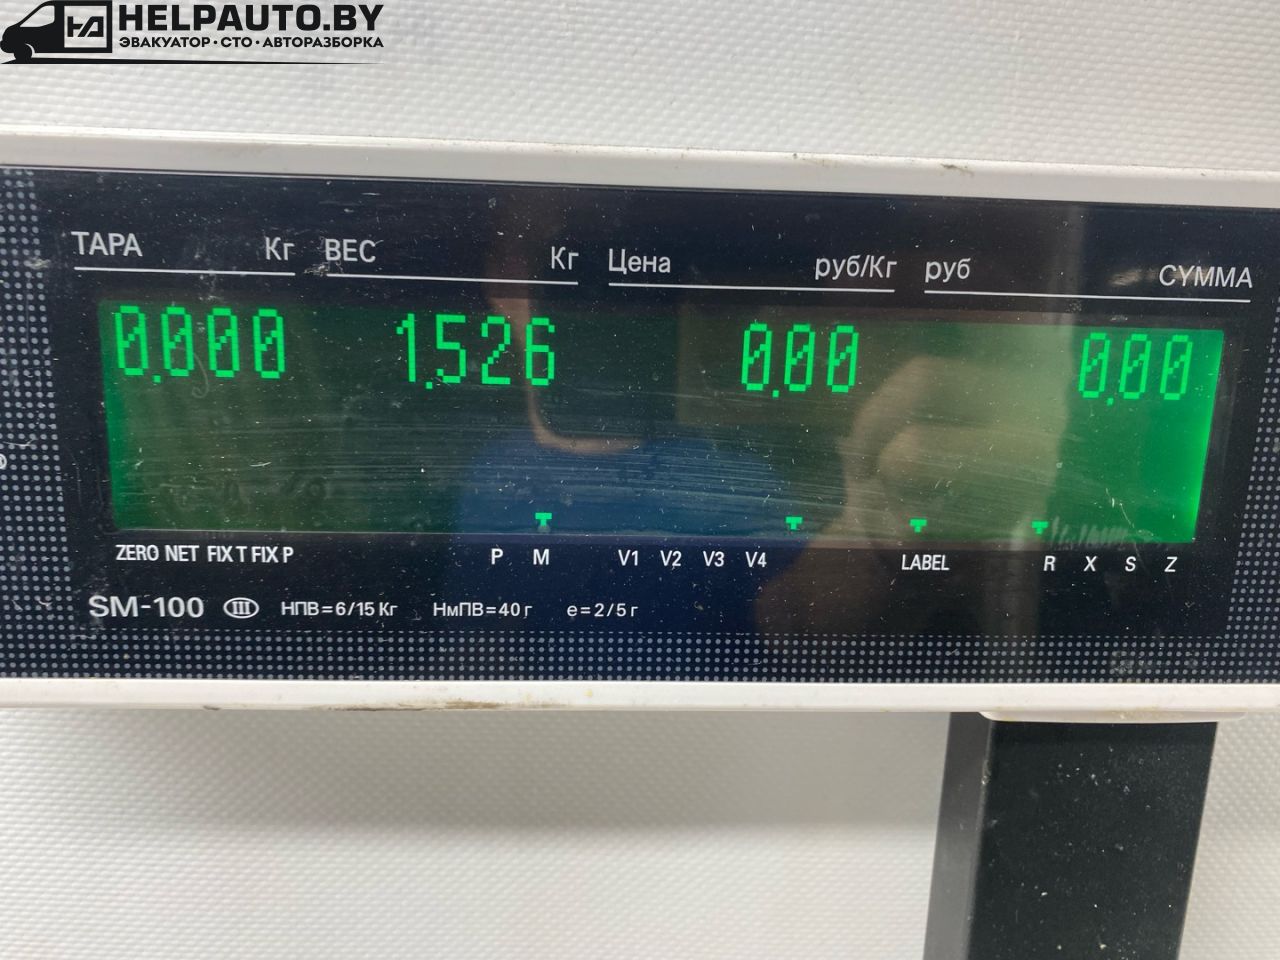 HELPAUTO.BY
ЭВАКУАТОР • СТО • АВТОРАЗБОРКА
ТАРА Кг ВЕС Кг Цена руб/Кг руб СУММА
0.000 1.526 0.00 0.00
ZERO NET FIX T FIX P P M V1 V2 V3 V4 LABEL R X S Z
SM-100 III НПВ=6/15 Кг НмПВ=40 г e=2/5 г